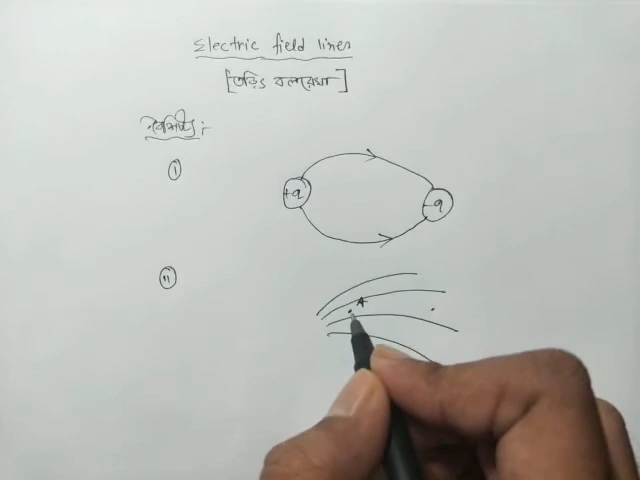 Electric field lines
[তড়িৎ বলরেখা]
বৈশিষ্ট্য :-
(i)
+q
-q
(ii)
A